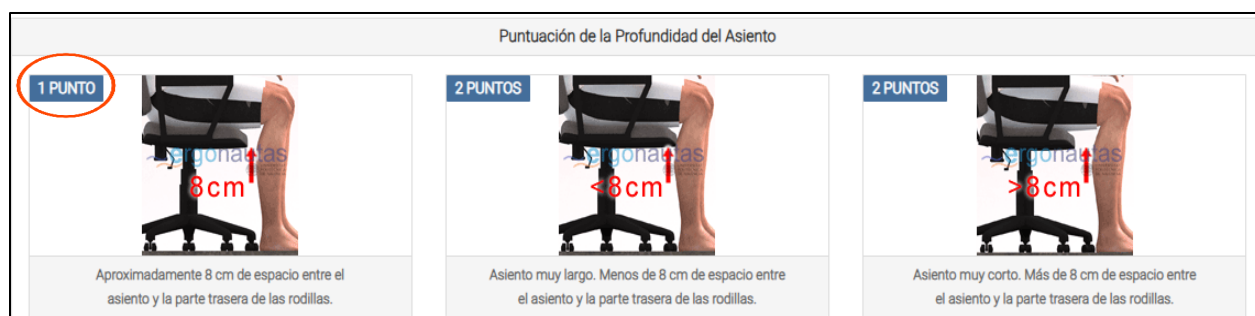 Puntuación de la Profundidad del Asiento
1 PUNTO
2 PUNTOS
2 PUNTOS
ergonautas
8cm
ergonautas
<8cm
ergonautas
>8cm
Aproximadamente 8 cm de espacio entre el
asiento y la parte trasera de las rodillas.
Asiento muy largo. Menos de 8 cm de espacio entre
el asiento y la parte trasera de las rodillas.
Asiento muy corto. Más de 8 cm de espacio entre
el asiento y la parte trasera de las rodillas.